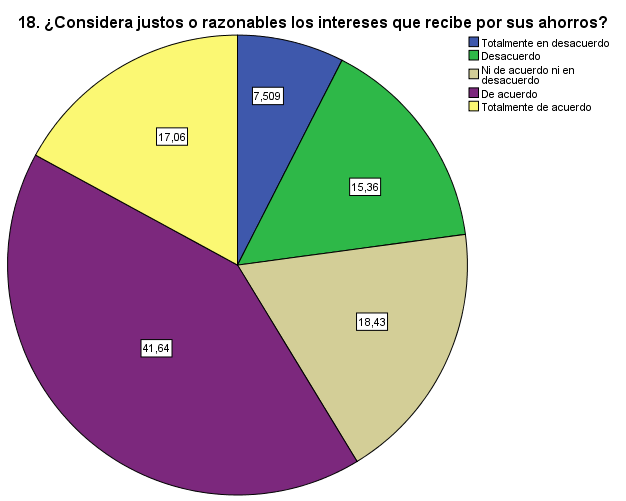 18. ¿Considera justos o razonables los intereses que recibe por sus ahorros?
Totalmente en desacuerdo
Desacuerdo
Ni de acuerdo ni en
desacuerdo
De acuerdo
Totalmente de acuerdo
7,509
17,06
15,36
18,43
41,64